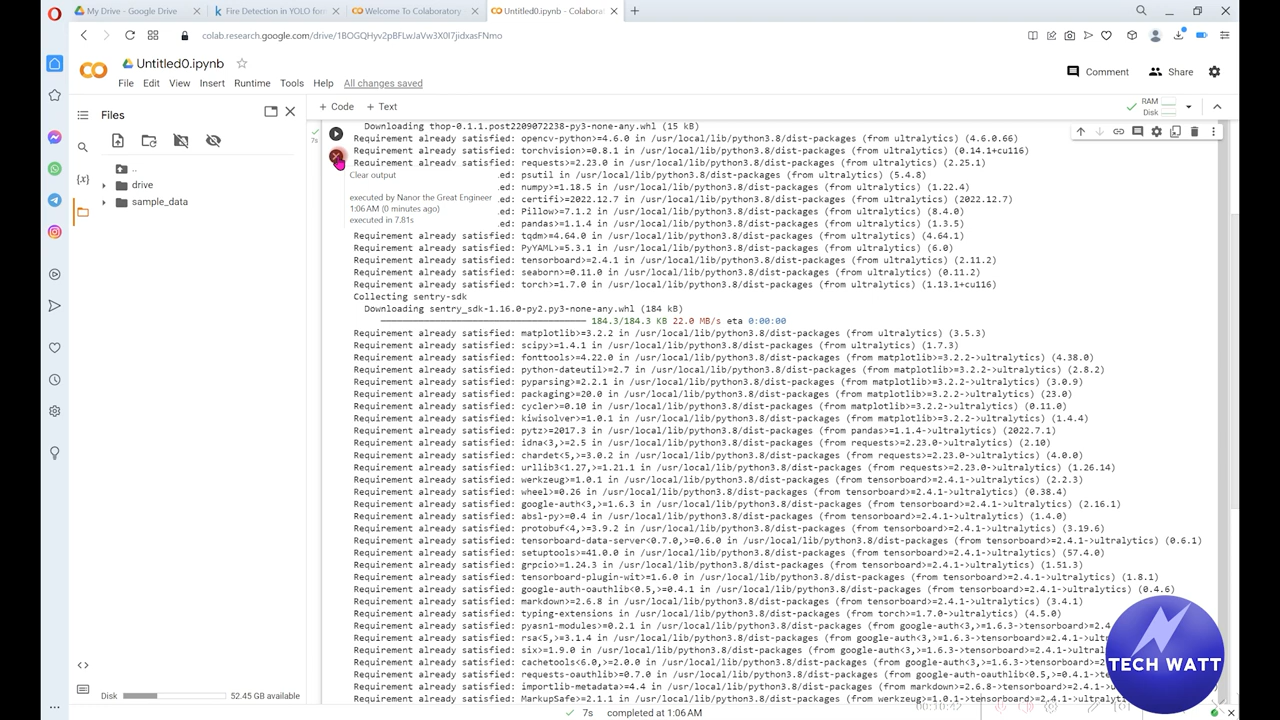 My Drive - Google Drive
Fire Detection in YOLO for
Welcome To Colaboratory
Untitled0.ipynb - Colabora
colab.research.google.com/drive/1BOGQHyv2pBFLwJaVw3X0I7jidxasFNmo
Untitled0.ipynb
File Edit View Insert Runtime Tools Help All changes saved
Comment Share
Files
+ Code + Text
RAM
Disk
..
drive
sample_data
Disk 52.45 GB available
7s
Downloading thop-0.1.1.post2209072238-py3-none-any.whl (15 kB)
Requirement already satisfied: opencv-python>=4.6.0 in /usr/local/lib/python3.8/dist-packages (from ultralytics) (4.6.0.66)
Requirement already satisfied: torchvision>=0.8.1 in /usr/local/lib/python3.8/dist-packages (from ultralytics) (0.14.1+cu116)
Requirement already satisfied: requests>=2.23.0 in /usr/local/lib/python3.8/dist-packages (from ultralytics) (2.25.1)
ed: psutil in /usr/local/lib/python3.8/dist-packages (from ultralytics) (5.4.8)
ed: numpy>=1.18.5 in /usr/local/lib/python3.8/dist-packages (from ultralytics) (1.22.4)
ed: certifi>=2022.12.7 in /usr/local/lib/python3.8/dist-packages (from ultralytics) (2022.12.7)
ed: Pillow>=7.1.2 in /usr/local/lib/python3.8/dist-packages (from ultralytics) (8.4.0)
ed: pandas>=1.1.4 in /usr/local/lib/python3.8/dist-packages (from ultralytics) (1.3.5)
Clear output
executed by Nanor the Great Engineer
1:06 AM (0 minutes ago)
executed in 7.81s
Requirement already satisfied: tqdm>=4.64.0 in /usr/local/lib/python3.8/dist-packages (from ultralytics) (4.64.1)
Requirement already satisfied: PyYAML>=5.3.1 in /usr/local/lib/python3.8/dist-packages (from ultralytics) (6.0)
Requirement already satisfied: tensorboard>=2.4.1 in /usr/local/lib/python3.8/dist-packages (from ultralytics) (2.11.2)
Requirement already satisfied: seaborn>=0.11.0 in /usr/local/lib/python3.8/dist-packages (from ultralytics) (0.11.2)
Requirement already satisfied: torch>=1.7.0 in /usr/local/lib/python3.8/dist-packages (from ultralytics) (1.13.1+cu116)
Collecting sentry-sdk
Downloading sentry_sdk-1.16.0-py2.py3-none-any.whl (184 kB)
184.3/184.3 KB 22.0 MB/s eta 0:00:00
Requirement already satisfied: matplotlib>=3.2.2 in /usr/local/lib/python3.8/dist-packages (from ultralytics) (3.5.3)
Requirement already satisfied: scipy>=1.4.1 in /usr/local/lib/python3.8/dist-packages (from ultralytics) (1.7.3)
Requirement already satisfied: fonttools>=4.22.0 in /usr/local/lib/python3.8/dist-packages (from matplotlib>=3.2.2->ultralytics) (4.38.0)
Requirement already satisfied: python-dateutil>=2.7 in /usr/local/lib/python3.8/dist-packages (from matplotlib>=3.2.2->ultralytics) (2.8.2)
Requirement already satisfied: pyparsing>=2.2.1 in /usr/local/lib/python3.8/dist-packages (from matplotlib>=3.2.2->ultralytics) (3.0.9)
Requirement already satisfied: packaging>=20.0 in /usr/local/lib/python3.8/dist-packages (from matplotlib>=3.2.2->ultralytics) (23.0)
Requirement already satisfied: cycler>=0.10 in /usr/local/lib/python3.8/dist-packages (from matplotlib>=3.2.2->ultralytics) (0.11.0)
Requirement already satisfied: kiwisolver>=1.0.1 in /usr/local/lib/python3.8/dist-packages (from matplotlib>=3.2.2->ultralytics) (1.4.4)
Requirement already satisfied: pytz>=2017.3 in /usr/local/lib/python3.8/dist-packages (from pandas>=1.1.4->ultralytics) (2022.7.1)
Requirement already satisfied: idna<3,>=2.5 in /usr/local/lib/python3.8/dist-packages (from requests>=2.23.0->ultralytics) (2.10)
Requirement already satisfied: chardet<5,>=3.0.2 in /usr/local/lib/python3.8/dist-packages (from requests>=2.23.0->ultralytics) (4.0.0)
Requirement already satisfied: urllib3<1.27,>=1.21.1 in /usr/local/lib/python3.8/dist-packages (from requests>=2.23.0->ultralytics) (1.26.14)
Requirement already satisfied: werkzeug>=1.0.1 in /usr/local/lib/python3.8/dist-packages (from tensorboard>=2.4.1->ultralytics) (2.2.3)
Requirement already satisfied: wheel>=0.26 in /usr/local/lib/python3.8/dist-packages (from tensorboard>=2.4.1->ultralytics) (0.38.4)
Requirement already satisfied: google-auth<3,>=1.6.3 in /usr/local/lib/python3.8/dist-packages (from tensorboard>=2.4.1->ultralytics) (2.16.1)
Requirement already satisfied: absl-py>=0.4 in /usr/local/lib/python3.8/dist-packages (from tensorboard>=2.4.1->ultralytics) (1.4.0)
Requirement already satisfied: protobuf<4,>=3.9.2 in /usr/local/lib/python3.8/dist-packages (from tensorboard>=2.4.1->ultralytics) (3.19.6)
Requirement already satisfied: tensorboard-data-server<0.7.0,>=0.6.0 in /usr/local/lib/python3.8/dist-packages (from tensorboard>=2.4.1->ultralytics) (0.6.1)
Requirement already satisfied: setuptools>=41.0.0 in /usr/local/lib/python3.8/dist-packages (from tensorboard>=2.4.1->ultralytics) (57.4.0)
Requirement already satisfied: grpcio>=1.24.3 in /usr/local/lib/python3.8/dist-packages (from tensorboard>=2.4.1->ultralytics) (1.51.3)
Requirement already satisfied: tensorboard-plugin-wit>=1.6.0 in /usr/local/lib/python3.8/dist-packages (from tensorboard>=2.4.1->ultralytics) (1.8.1)
Requirement already satisfied: google-auth-oauthlib<0.5,>=0.4.1 in /usr/local/lib/python3.8/dist-packages (from tensorboard>=2.4.1->ultralytics) (0.4.6)
Requirement already satisfied: markdown>=2.6.8 in /usr/local/lib/python3.8/dist-packages (from tensorboard>=2.4.1->ultralytics) (3.4.1)
Requirement already satisfied: typing-extensions in /usr/local/lib/python3.8/dist-packages (from torch>=1.7.0->ultralytics) (4.5.0)
Requirement already satisfied: pyasn1-modules>=0.2.1 in /usr/local/lib/python3.8/dist-packages (from google-auth<3,>=1.6.3->tensorboard>=2.4
Requirement already satisfied: rsa<5,>=3.1.4 in /usr/local/lib/python3.8/dist-packages (from google-auth<3,>=1.6.3->tensorboard>=2.4.1->
Requirement already satisfied: six>=1.9.0 in /usr/local/lib/python3.8/dist-packages (from google-auth<3,>=1.6.3->tensorboard>=2.4.1->ul
Requirement already satisfied: cachetools<6.0,>=2.0.0 in /usr/local/lib/python3.8/dist-packages (from google-auth<3,>=1.6.3->tensorboard>=2.
Requirement already satisfied: requests-oauthlib>=0.7.0 in /usr/local/lib/python3.8/dist-packages (from google-auth-oauthlib<0.5,>=0.4.1->
Requirement already satisfied: importlib-metadata>=4.4 in /usr/local/lib/python3.8/dist-packages (from markdown>=2.6.8->tensorboard>=2.4.1->
Requirement already satisfied: MarkupSafe>=2.1.1 in /usr/local/lib/python3.8/dist-packages (from werkzeug>=1.0.1->tensorboard>=2.4.1->
TECH WATT
00:10:42
7s completed at 1:06 AM